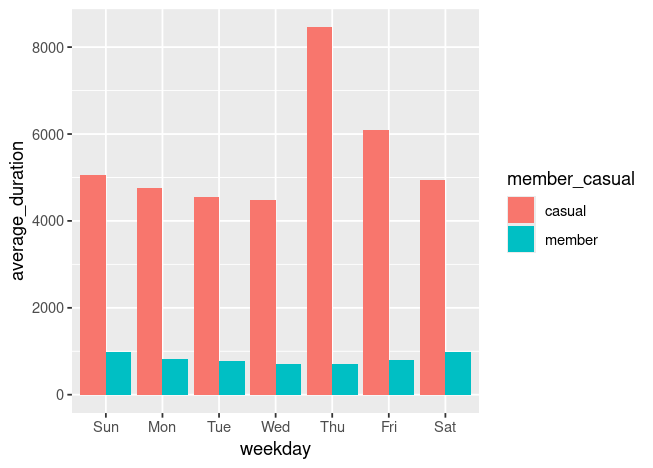 8000
6000
4000
2000
0
average_duration
Sun Mon Tue Wed Thu Fri Sat
weekday
member_casual
casual
member